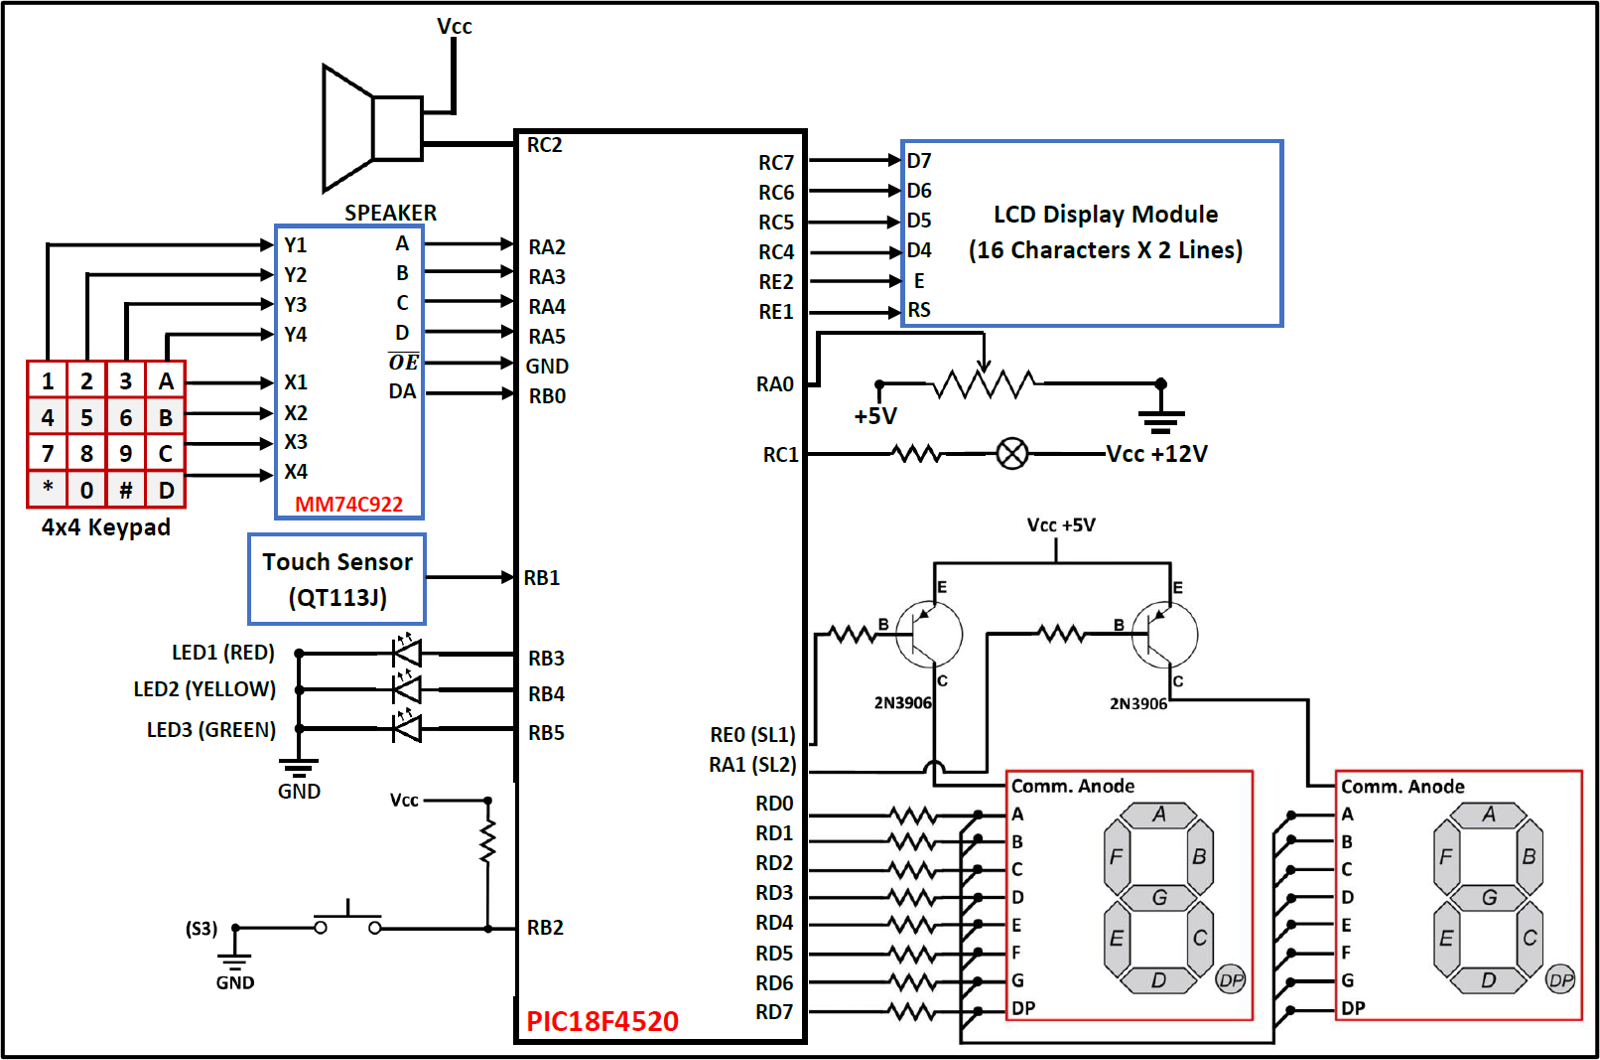 Vcc
SPEAKER
RC2
Y1
Y2
Y3
Y4
X1
X2
X3
X4
A
B
C
D
OE
DA
MM74C922
1 2 3 A
4 5 6 B
7 8 9 C
* 0 # D
4x4 Keypad
RA2
RA3
RA4
RA5
GND
RB0
Touch Sensor
(QT113J)
RB1
LED1 (RED)
LED2 (YELLOW)
LED3 (GREEN)
GND
RB3
RB4
RB5
Vcc
(S3)
GND
RB2
PIC18F4520
RC7
RC6
RC5
RC4
RE2
RE1
RA0
RC1
D7
D6
D5
D4
E
RS
LCD Display Module
(16 Characters X 2 Lines)
+5V
Vcc +12V
Vcc +5V
E
B
C
2N3906
E
B
C
2N3906
RE0 (SL1)
RA1 (SL2)
RD0
RD1
RD2
RD3
RD4
RD5
RD6
RD7
Comm. Anode
A
B
C
D
E
F
G
DP
A
F
B
G
E
C
D
DP
Comm. Anode
A
B
C
D
E
F
G
DP
A
F
B
G
E
C
D
DP